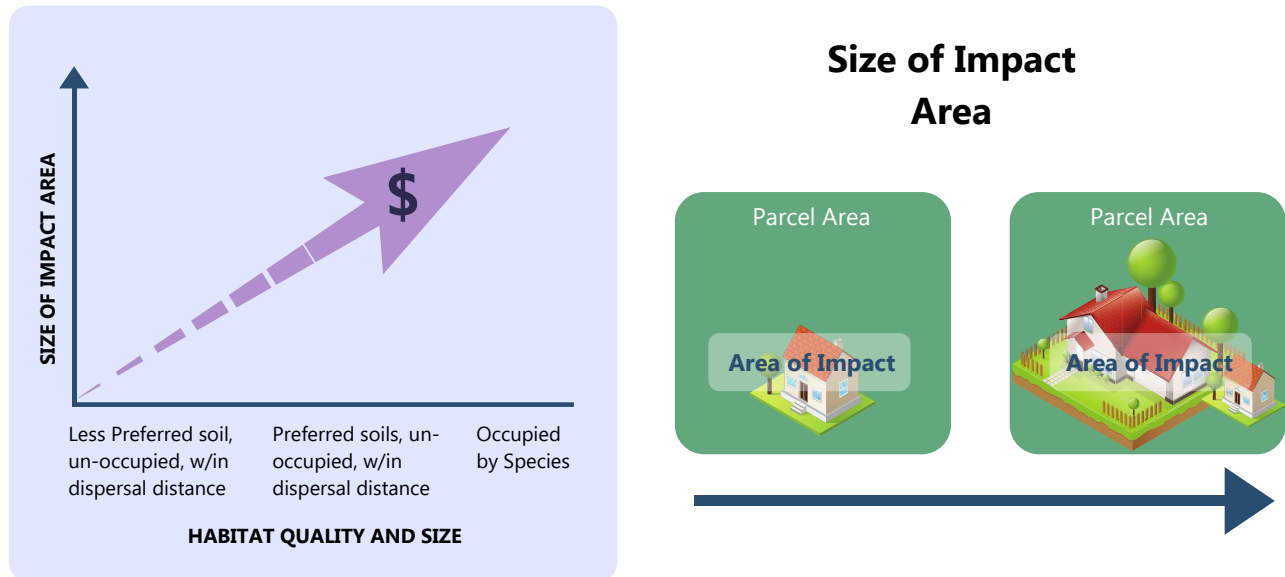 SIZE OF IMPACT AREA
$
Less Preferred soil,
un-occupied, w/in
dispersal distance
Preferred soils, un-
occupied, w/in
dispersal distance
Occupied
by Species
HABITAT QUALITY AND SIZE
Size of Impact
Area
Parcel Area
Area of Impact
Parcel Area
Area of Impact